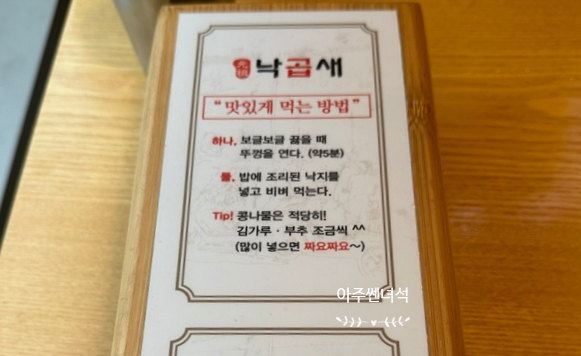 元祖 낙곱새
“맛있게 먹는 방법”
하나, 보글보글 끓을 때
뚜껑을 연다. (약5분)
둘, 밥에 조리된 낙지를
넣고 비벼 먹는다.
Tip! 콩나물은 적당히!
김가루 · 부추 조금씩 ^^
(많이 넣으면 짜요짜요~)
아주쎈녀석